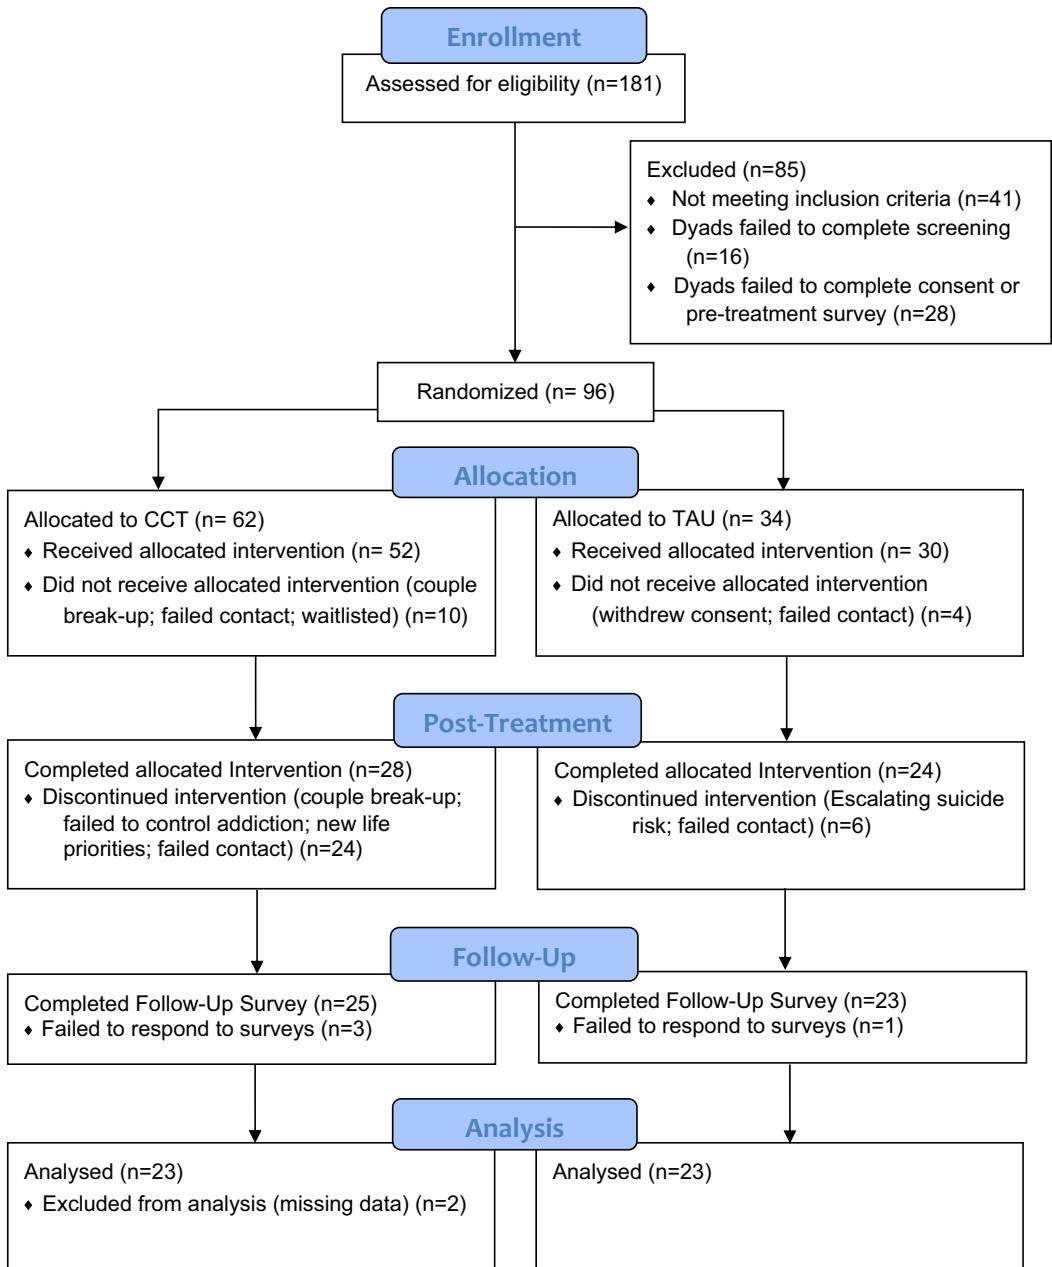 Enrollment
Assessed for eligibility (n=181)
Excluded (n=85)
♦ Not meeting inclusion criteria (n=41)
♦ Dyads failed to complete screening
(n=16)
♦ Dyads failed to complete consent or
pre-treatment survey (n=28)
Randomized (n= 96)
Allocation
Allocated to CCT (n= 62)
♦ Received allocated intervention (n= 52)
♦ Did not receive allocated intervention (couple
break-up; failed contact; waitlisted) (n=10)
Allocated to TAU (n= 34)
♦ Received allocated intervention (n= 30)
♦ Did not receive allocated intervention
(withdrew consent; failed contact) (n=4)
Post-Treatment
Completed allocated Intervention (n=28)
♦ Discontinued intervention (couple break-up;
failed to control addiction; new life
priorities; failed contact) (n=24)
Completed allocated Intervention (n=24)
♦ Discontinued intervention (Escalating suicide
risk; failed contact) (n=6)
Follow-Up
Completed Follow-Up Survey (n=25)
♦ Failed to respond to surveys (n=3)
Completed Follow-Up Survey (n=23)
♦ Failed to respond to surveys (n=1)
Analysis
Analysed (n=23)
♦ Excluded from analysis (missing data) (n=2)
Analysed (n=23)